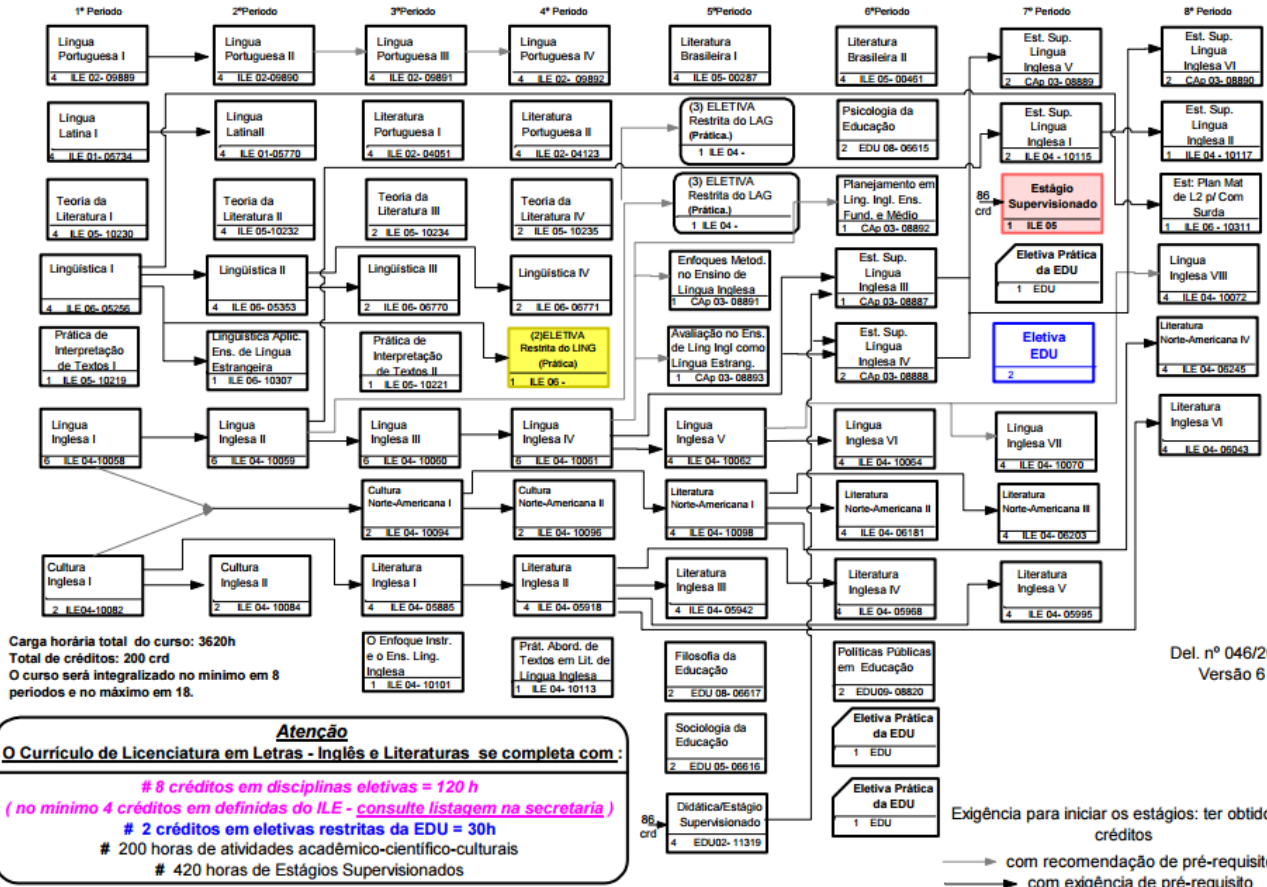 1º Periodo
2ºPeriodo
3ºPeriodo
4º Periodo
5ºPeriodo
6ºPeriodo
7º Periodo
8º Periodo
Língua
Portuguesa I
4 ILE 02- 09889
Língua
Portuguesa II
4 ILE 02-09890
Língua
Portuguesa III
4 ILE 02- 09891
Língua
Portuguesa IV
4 ILE 02- 09892
Literatura
Brasileira I
4 ILE 05- 00287
Literatura
Brasileira II
4 ILE 05- 00461
Est. Sup.
Língua
Inglesa V
2 CAp 03- 08889
Est. Sup.
Língua
Inglesa VI
2 CAp 03- 08890
Língua
Latina I
4 ILE 01-05734
Língua
LatinaII
4 ILE 01-05770
Literatura
Portuguesa I
4 ILE 02- 04051
Literatura
Portuguesa II
4 ILE 02- 04123
(3) ELETIVA
Restrita do LAG
(Prática.)
1 ILE 04 -
Psicologia da
Educação
2 EDU 08- 06615
Est. Sup.
Língua
Inglesa I
2 ILE 04 - 10115
Est. Sup.
Língua
Inglesa II
1 ILE 04 - 10117
Teoria da
Literatura I
4 ILE 05- 10230
Teoria da
Literatura II
4 ILE 05-10232
Teoria da
Literatura III
2 ILE 05- 10234
Teoria da
Literatura IV
2 ILE 05- 10235
(3) ELETIVA
Restrita do LAG
(Prática.)
1 ILE 04 -
Planejamento em
Ling. Ingl. Ens.
Fund. e Médio
1 CAp 03- 08892
86
crd
Estágio
Supervisionado
1 ILE 05
Est: Plan Mat
de L2 p/ Com
Surda
1 ILE 06 - 10311
Lingüística I
4 ILE 06- 05256
Lingüística II
4 ILE 06- 05353
Lingüística III
2 ILE 06- 06770
Lingüística IV
2 ILE 06- 06771
Enfoques Metod.
no Ensino de
Língua Inglesa
1 CAp 03- 08891
Est. Sup.
Língua
Inglesa III
1 CAp 03- 08887
Eletiva Prática
da EDU
1 EDU
Língua
Inglesa VIII
4 ILE 04- 10072
Prática de
Interpretação
de Textos I
1 ILE 05- 10219
Linguística Aplic.
Ens. de Língua
Estrangeira
1 ILE 06- 10307
Prática de
Interpretação
de Textos II
1 ILE 05- 10221
(2)ELETIVA
Restrita do LING
(Prática)
1 ILE 06 -
Avaliação no Ens.
de Ling Ingl como
Língua Estrang.
1 CAp 03- 08893
Est. Sup.
Língua
Inglesa IV
2 CAp 03- 08888
Eletiva
EDU
2
Literatura
Norte-Americana IV
4 ILE 04- 06245
Língua
Inglesa I
6 ILE 04- 10058
Língua
Inglesa II
6 ILE 04- 10059
Língua
Inglesa III
6 ILE 04- 10060
Língua
Inglesa IV
6 ILE 04- 10061
Língua
Inglesa V
4 ILE 04- 10062
Língua
Inglesa VI
4 ILE 04- 10064
Língua
Inglesa VII
4 ILE 04- 10070
Literatura
Inglesa VI
4 ILE 04- 06043
Cultura
Norte-Americana I
2 ILE 04- 10094
Cultura
Norte-Americana II
2 ILE 04- 10096
Literatura
Norte-Americana I
4 ILE 04- 10098
Literatura
Norte-Americana II
4 ILE 04- 06181
Literatura
Norte-Americana III
4 ILE 04- 06203
Cultura
Inglesa I
2 ILE04-10082
Cultura
Inglesa II
2 ILE 04- 10084
Literatura
Inglesa I
4 ILE 04- 05885
Literatura
Inglesa II
4 ILE 04- 05918
Literatura
Inglesa III
4 ILE 04- 05942
Literatura
Inglesa IV
4 ILE 04- 05968
Literatura
Inglesa V
4 ILE 04- 05995
Carga horária total do curso: 3620h
Total de créditos: 200 crd
O curso será integralizado no mínimo em 8
períodos e no máximo em 18.
O Enfoque Instr.
e o Ens. Ling.
Inglesa
1 ILE 04- 10101
Prát. Abord. de
Textos em Lit. de
Língua Inglesa
1 ILE 04- 10113
Filosofia da
Educação
2 EDU 08- 06617
Políticas Públicas
em Educação
2 EDU09- 08820
Del. nº 046/20
Versão 6
Sociologia da
Educação
2 EDU 05- 06616
Eletiva Prática
da EDU
1 EDU
86
crd
Didática/Estágio
Supervisionado
4 EDU02- 11319
Eletiva Prática
da EDU
1 EDU
Atenção
O Currículo de Licenciatura em Letras - Inglês e Literaturas se completa com :
# 8 créditos em disciplinas eletivas = 120 h
( no mínimo 4 créditos em definidas do ILE - consulte listagem na secretaria )
# 2 créditos em eletivas restritas da EDU = 30h
# 200 horas de atividades acadêmico-científico-culturais
# 420 horas de Estágios Supervisionados
Exigência para iniciar os estágios: ter obtido
créditos
com recomendação de pré-requisito
com exigência de pré-requisito